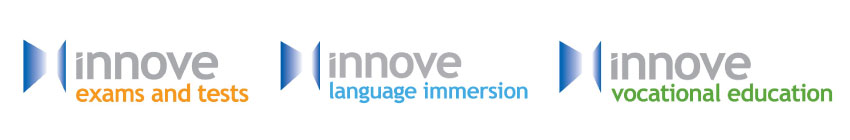 innove
exams and tests
innove
language immersion
innove
vocational education